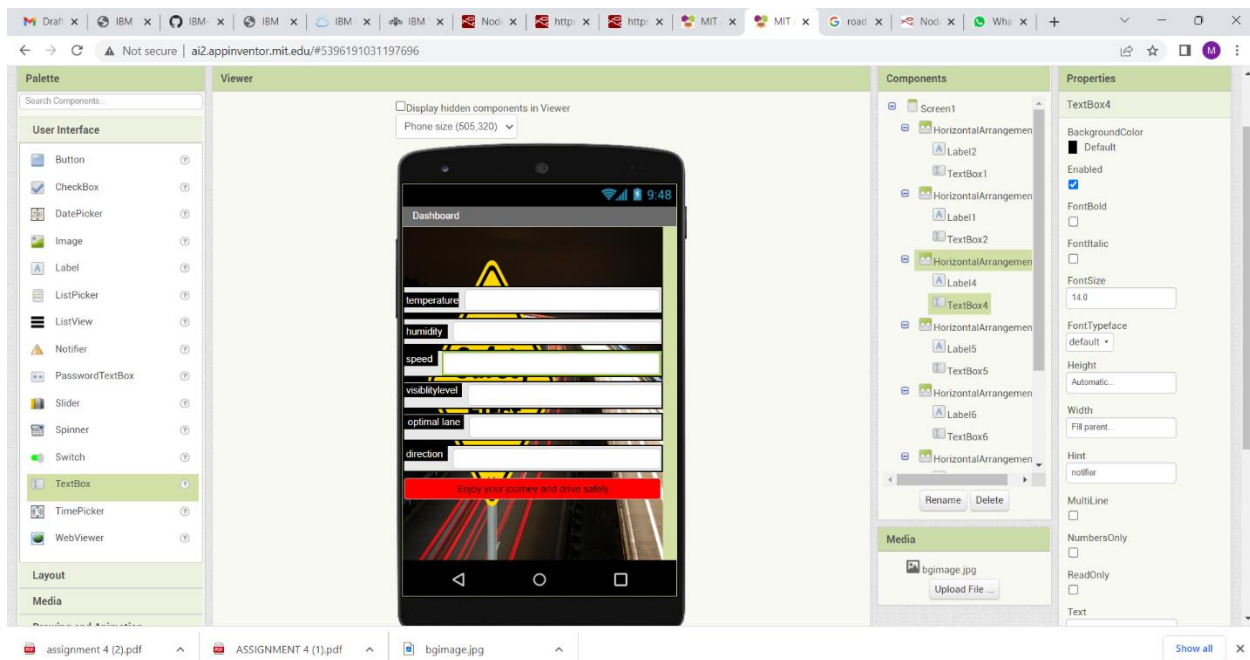 Draft
IBM
IBM-
IBM
IBM
IBM
Nod
http:
http:
MIT
MIT
road
Nod
Wha
Not secure | ai2.appinventor.mit.edu/#5396191031197696
M
Palette
Search Components...
User Interface
Button
CheckBox
DatePicker
Image
Label
ListPicker
ListView
Notifier
PasswordTextBox
Slider
Spinner
Switch
TextBox
TimePicker
WebViewer
Layout
Media
Drawing and Animation
Viewer
Display hidden components in Viewer
Phone size (505,320)
9:48
Dashboard
temperature
humidity
speed
visiblitylevel
optimal lane
direction
Enjoy your journey and drive safely
Components
Screen1
HorizontalArrangemen
Label2
TextBox1
HorizontalArrangemen
Label1
TextBox2
HorizontalArrangemen
Label4
TextBox4
HorizontalArrangemen
Label5
TextBox5
HorizontalArrangemen
Label6
TextBox6
HorizontalArrangemen
Rename Delete
Media
bgimage.jpg
Upload File ...
Properties
TextBox4
BackgroundColor
Default
Enabled
FontBold
FontItalic
FontSize
14.0
FontTypeface
default
Height
Automatic...
Width
Fill parent...
Hint
notifier
MultiLine
NumbersOnly
ReadOnly
Text
assignment 4 (2).pdf
ASSIGNMENT 4 (1).pdf
bgimage.jpg
Show all